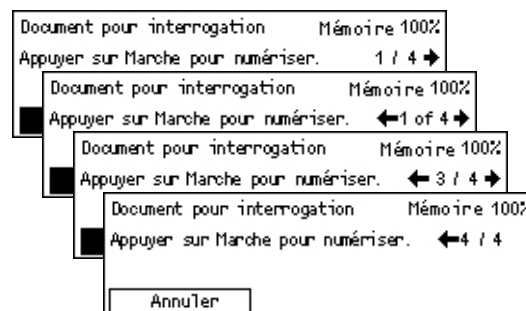 Document pour interrogation Mémoire 100%
Appuyer sur Marche pour numériser. 1 / 4 →
Document pour interrogation Mémoire 100%
Appuyer sur Marche pour numériser. ←1 of 4 →
Document pour interrogation Mémoire 100%
Appuyer sur Marche pour numériser. ← 3 / 4 →
Document pour interrogation Mémoire 100%
Appuyer sur Marche pour numériser. ←4 / 4
Annuler